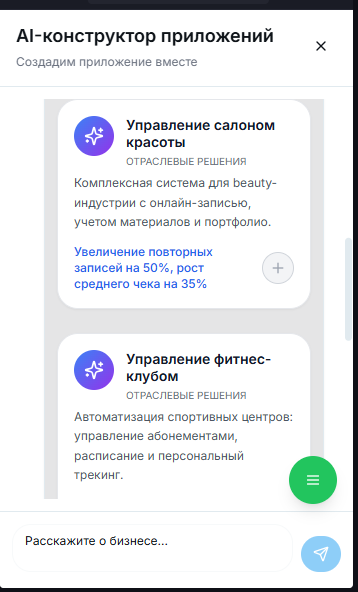 AI-конструктор приложений
Создадим приложение вместе
Управление салоном
красоты
ОТРАСЛЕВЫЕ РЕШЕНИЯ
Комплексная система для beauty-
индустрии с онлайн-записью,
учетом материалов и портфолио.
Увеличение повторных
записей на 50%, рост
среднего чека на 35%
Управление фитнес-
клубом
ОТРАСЛЕВЫЕ РЕШЕНИЯ
Автоматизация спортивных центров:
управление абонементами,
расписание и персональный
трекинг.
Расскажите о бизнесе...